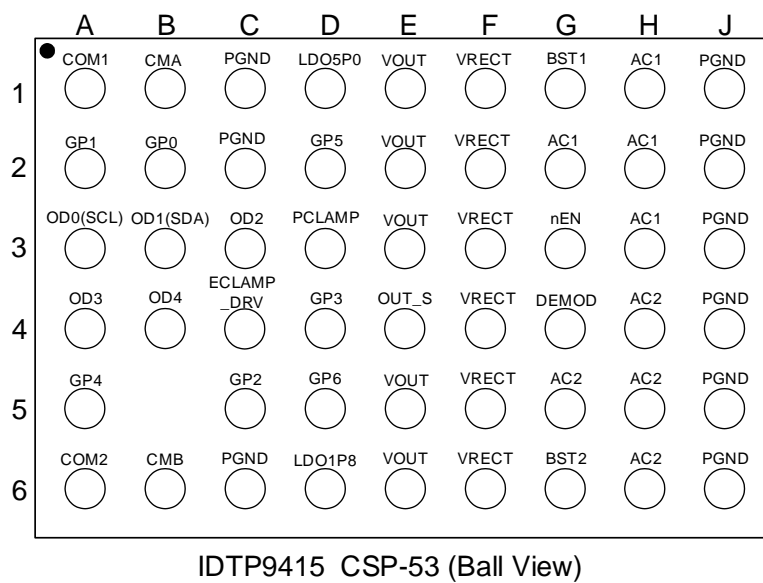 A B C D E F G H J
COM1 CMA PGND LDO5P0 VOUT VRECT BST1 AC1 PGND
1
GP1 GP0 PGND GP5 VOUT VRECT AC1 AC1 PGND
2
OD0(SCL) OD1(SDA) OD2 PCLAMP VOUT VRECT nEN AC1 PGND
3
OD3 OD4 ECLAMP
_DRV GP3 OUT_S VRECT DEMOD AC2 PGND
4
GP4 GP2 GP6 VOUT VRECT AC2 AC2 PGND
5
COM2 CMB PGND LDO1P8 VOUT VRECT BST2 AC2 PGND
6
IDTP9415 CSP-53 (Ball View)